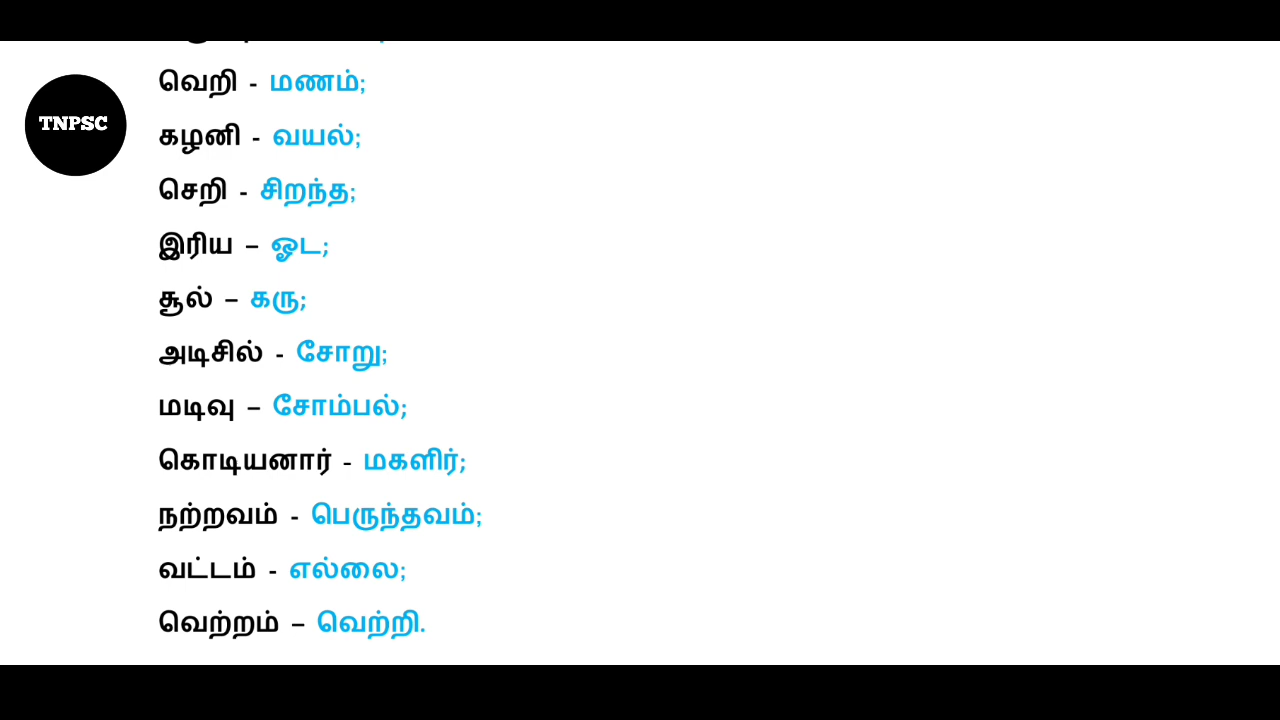 வெறி - மணம்;
TNPSC
கழனி - வயல்;
செறி - சிறந்த;
இரிய – ஓட;
சூல் – கரு;
அடிசில் - சோறு;
மடிவு – சோம்பல்;
கொடியனார் - மகளிர்;
நற்றவம் - பெருந்தவம்;
வட்டம் - எல்லை;
வெற்றம் – வெற்றி.